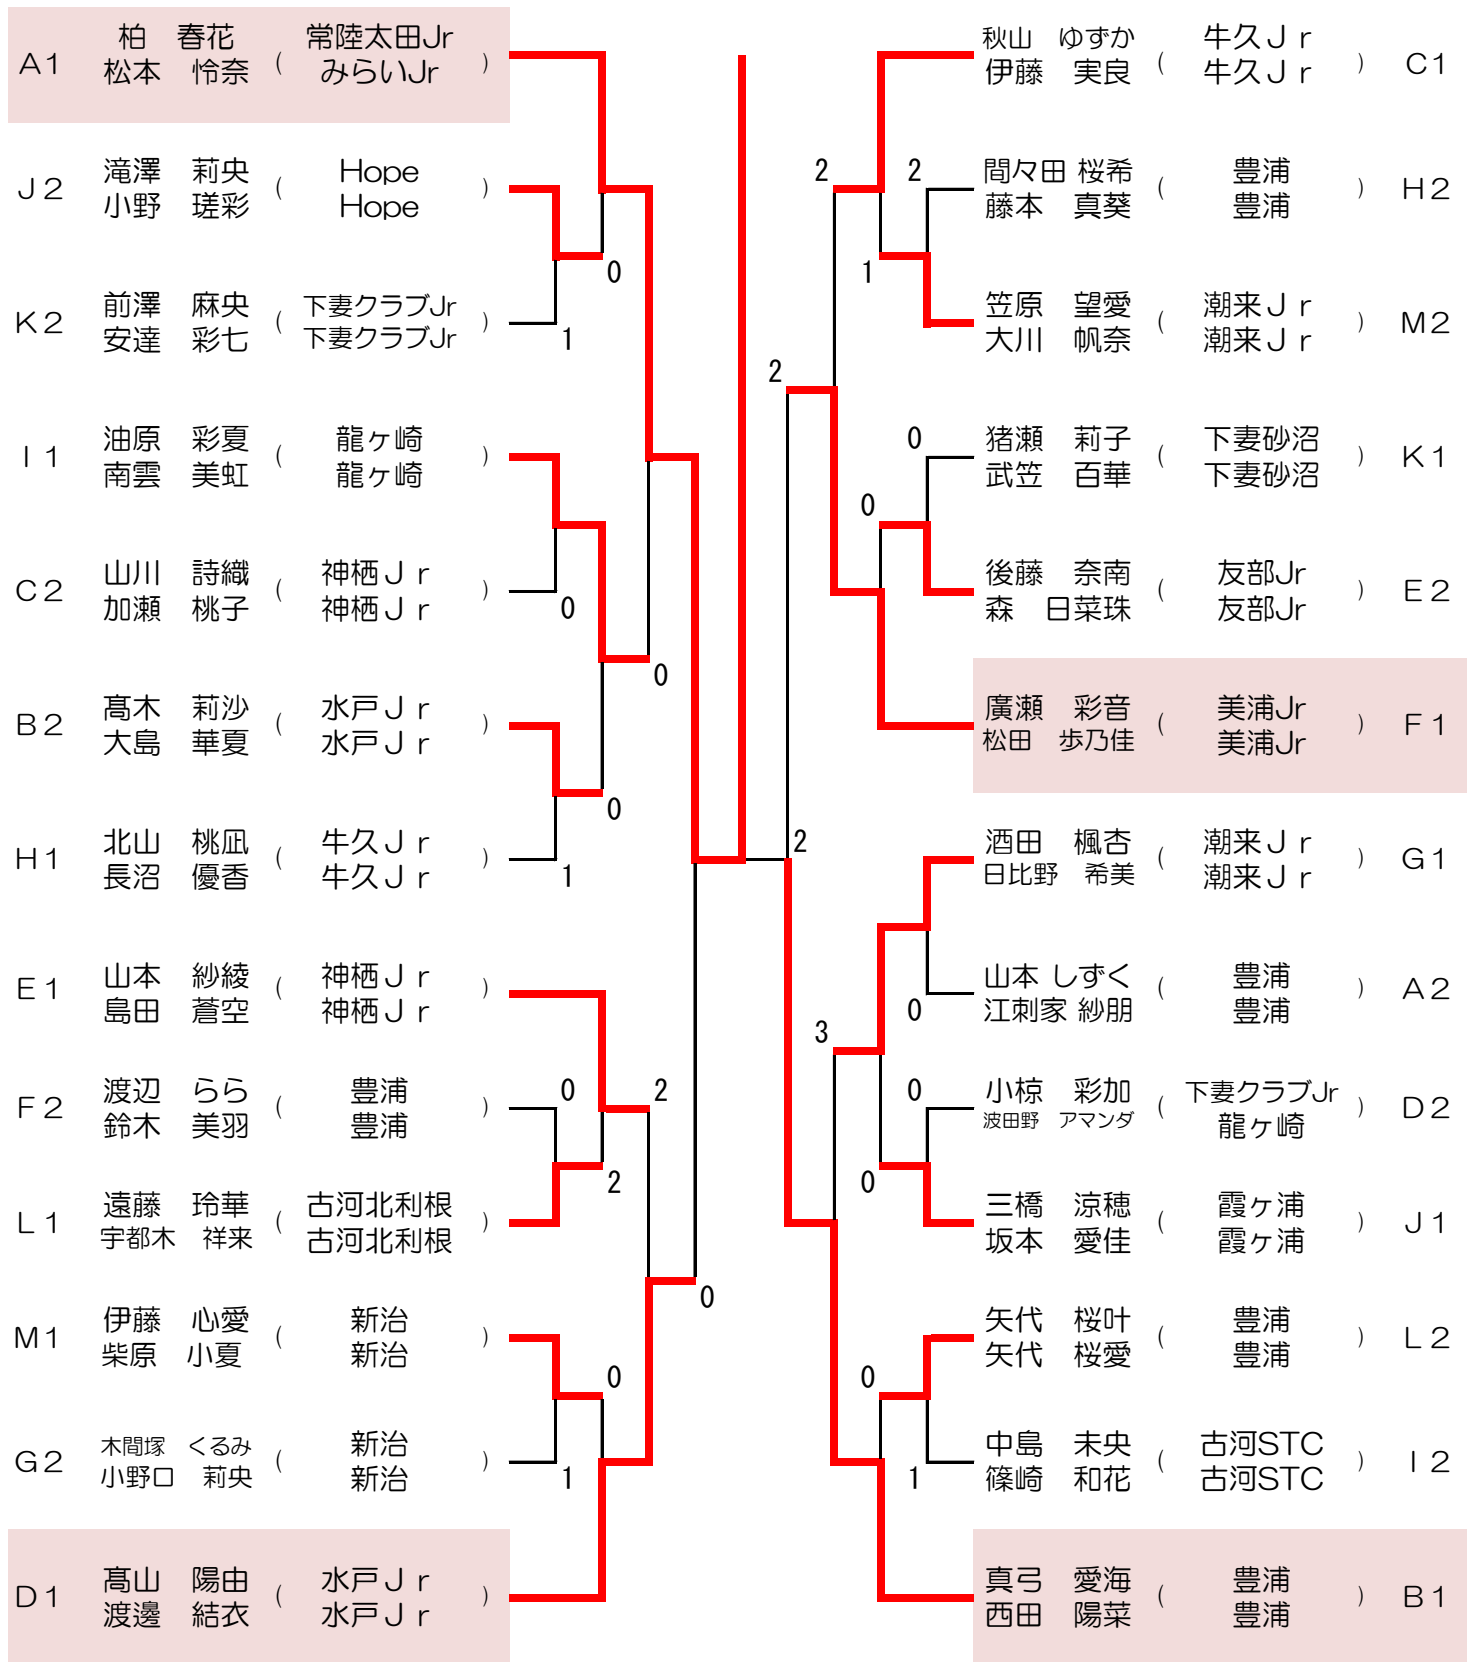 A1 柏 春花 ( 常陸太田Jr )
松本 怜奈 みらいJr
J2 滝澤 莉央 ( Hope )
小野 瑳彩 Hope
0
K2 前澤 麻央 ( 下妻クラブJr )
安達 彩七 下妻クラブJr
1
I1 油原 彩夏 ( 龍ヶ崎 )
南雲 美虹 龍ヶ崎
C2 山川 詩織 ( 神栖Jr )
加瀬 桃子 神栖Jr
0
0
B2 髙木 莉沙 ( 水戸Jr )
大島 華夏 水戸Jr
0
H1 北山 桃凪 ( 牛久Jr )
長沼 優香 牛久Jr
1
E1 山本 紗綾 ( 神栖Jr )
島田 蒼空 神栖Jr
F2 渡辺 らら ( 豊浦 )
鈴木 美羽 豊浦
0
2
2
L1 遠藤 玲華 ( 古河北利根 )
宇都木 祥来 古河北利根
0
M1 伊藤 心愛 ( 新治 )
柴原 小夏 新治
0
G2 木間塚 くるみ ( 新治 )
小野口 莉央 新治
1
D1 髙山 陽由 ( 水戸Jr )
渡邊 結衣 水戸Jr
秋山 ゆずか ( 牛久Jr ) C1
伊藤 実良 牛久Jr
2
2
間々田 桜希 ( 豊浦 ) H2
藤本 真葵 豊浦
1
笠原 望愛 ( 潮来Jr ) M2
大川 帆奈 潮来Jr
2
0
猪瀬 莉子 ( 下妻砂沼 ) K1
武笠 百華 下妻砂沼
0
後藤 奈南 ( 友部Jr ) E2
森 日菜珠 友部Jr
廣瀬 彩音 ( 美浦Jr ) F1
松田 歩乃佳 美浦Jr
2
酒田 楓杏 ( 潮来Jr ) G1
日比野 希美 潮来Jr
山本 しずく ( 豊浦 ) A2
江刺家 紗朋 豊浦
0
3
0
小椋 彩加 ( 下妻クラブJr ) D2
波田野 アマンダ 龍ヶ崎
0
三橋 涼穂 ( 霞ヶ浦 ) J1
坂本 愛佳 霞ヶ浦
矢代 桜叶 ( 豊浦 ) L2
矢代 桜愛 豊浦
0
中島 未央 ( 古河STC ) I2
篠崎 和花 古河STC
1
真弓 愛海 ( 豊浦 ) B1
西田 陽菜 豊浦